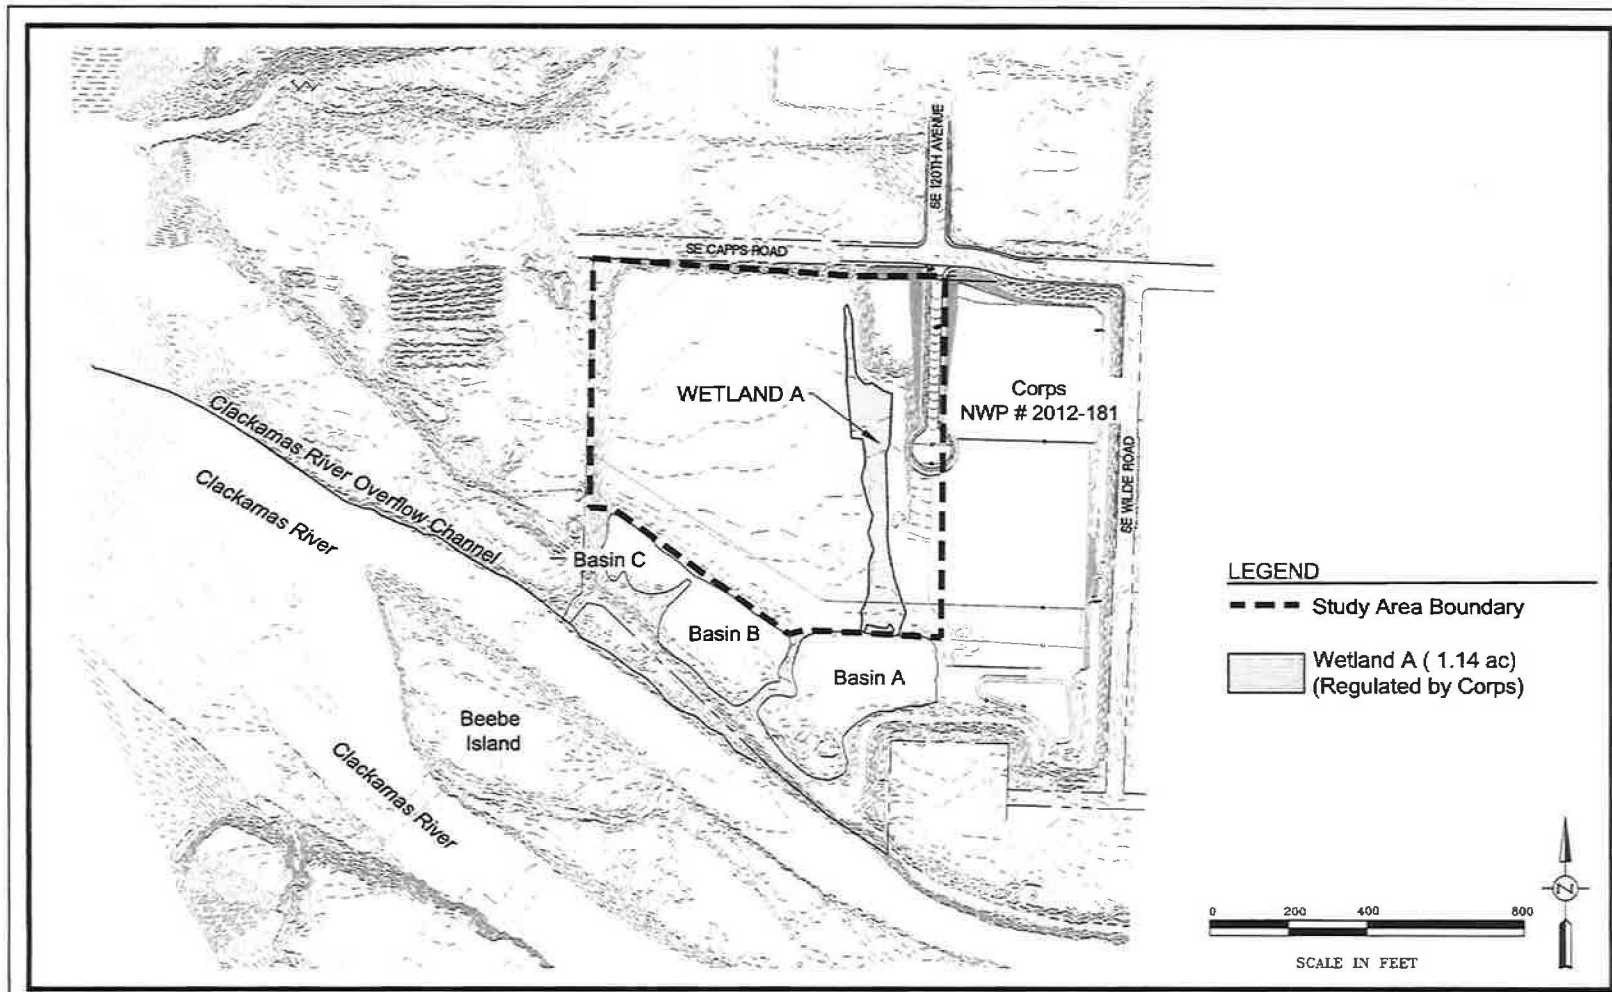 SE 120TH AVENUE
SE CAPPS ROAD
WETLAND A
Corps
NWP # 2012-181
SE WILDE ROAD
Clackamas River Overflow Channel
Clackamas River
Basin C
Basin B
Basin A
Beebe
Island
Clackamas River
LEGEND
Study Area Boundary
Wetland A ( 1.14 ac)
(Regulated by Corps)
0 200 400 800
SCALE IN FEET
N